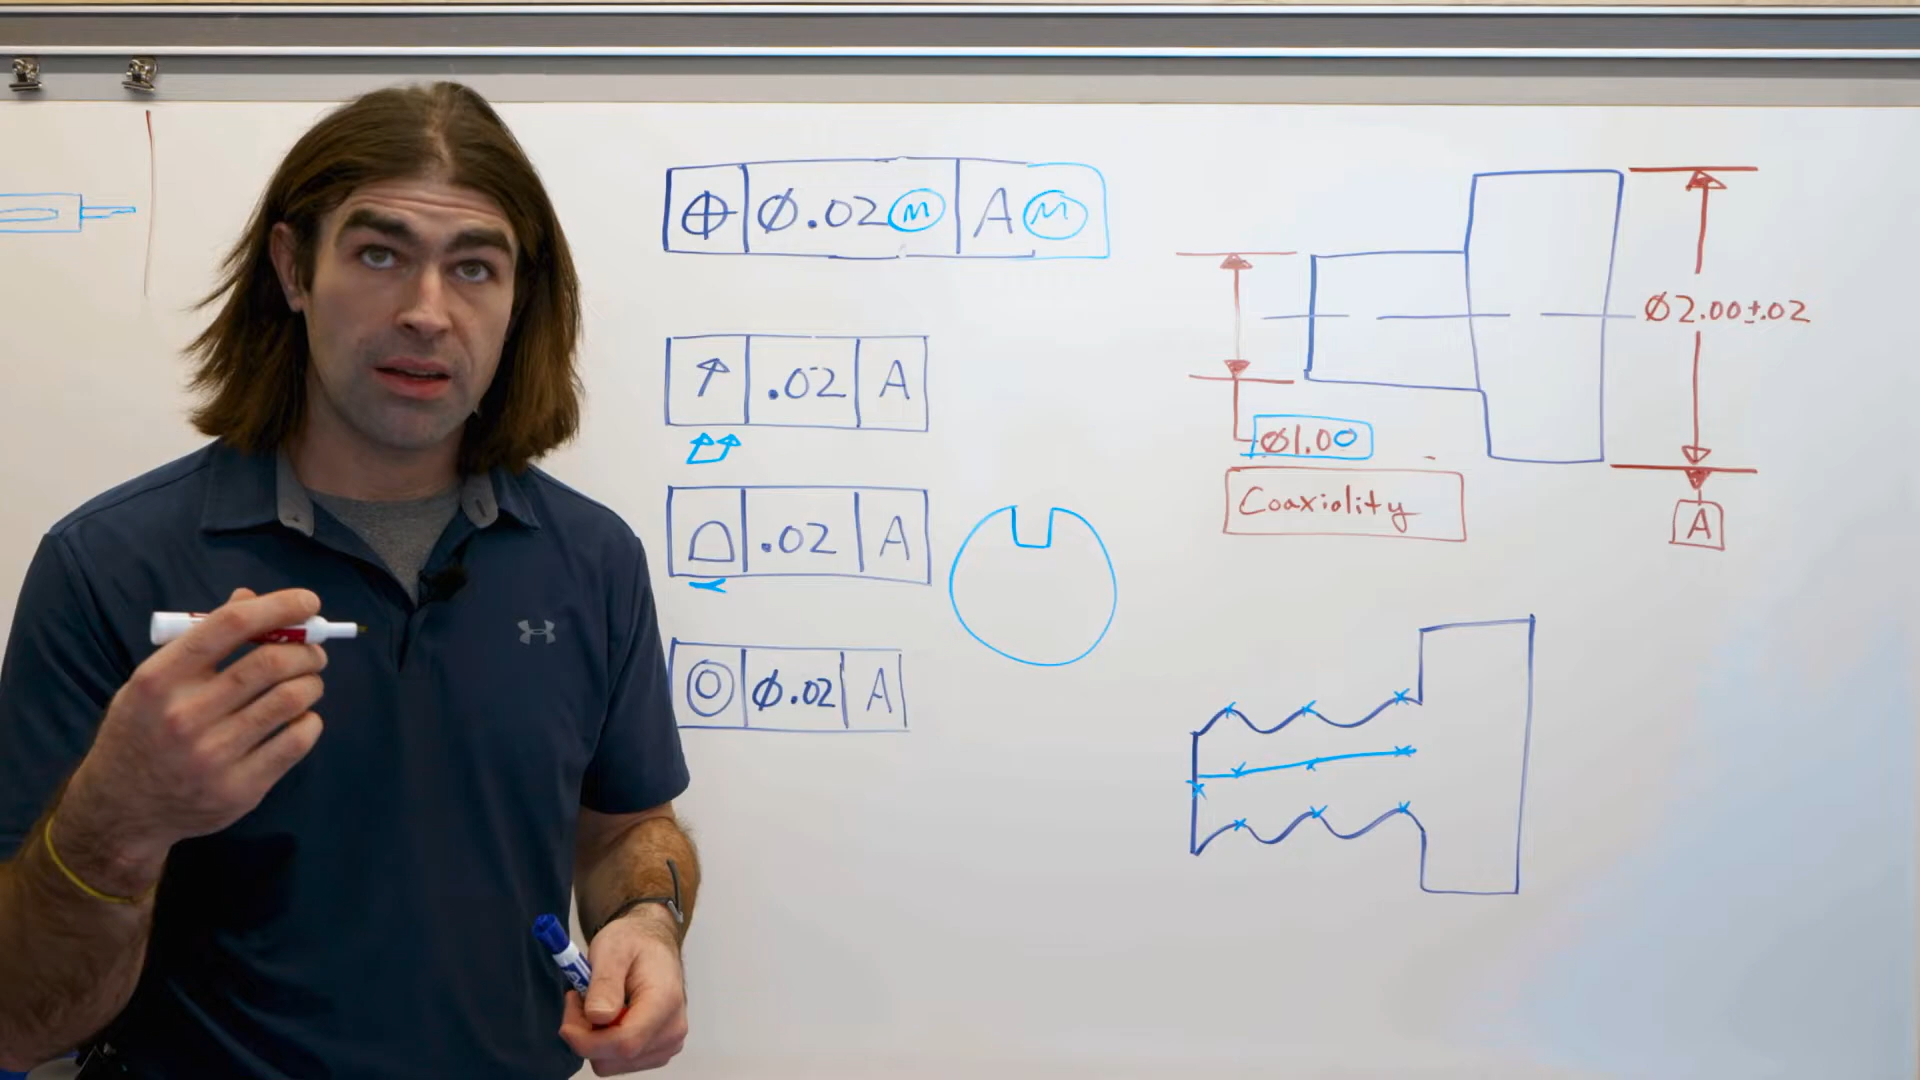 ⌖ Ø.02 Ⓜ A Ⓜ
↗ .02 A
⌓ .02 A
◎ Ø.02 A
Ø2.00±.02
Ø1.00
Coaxiality
A